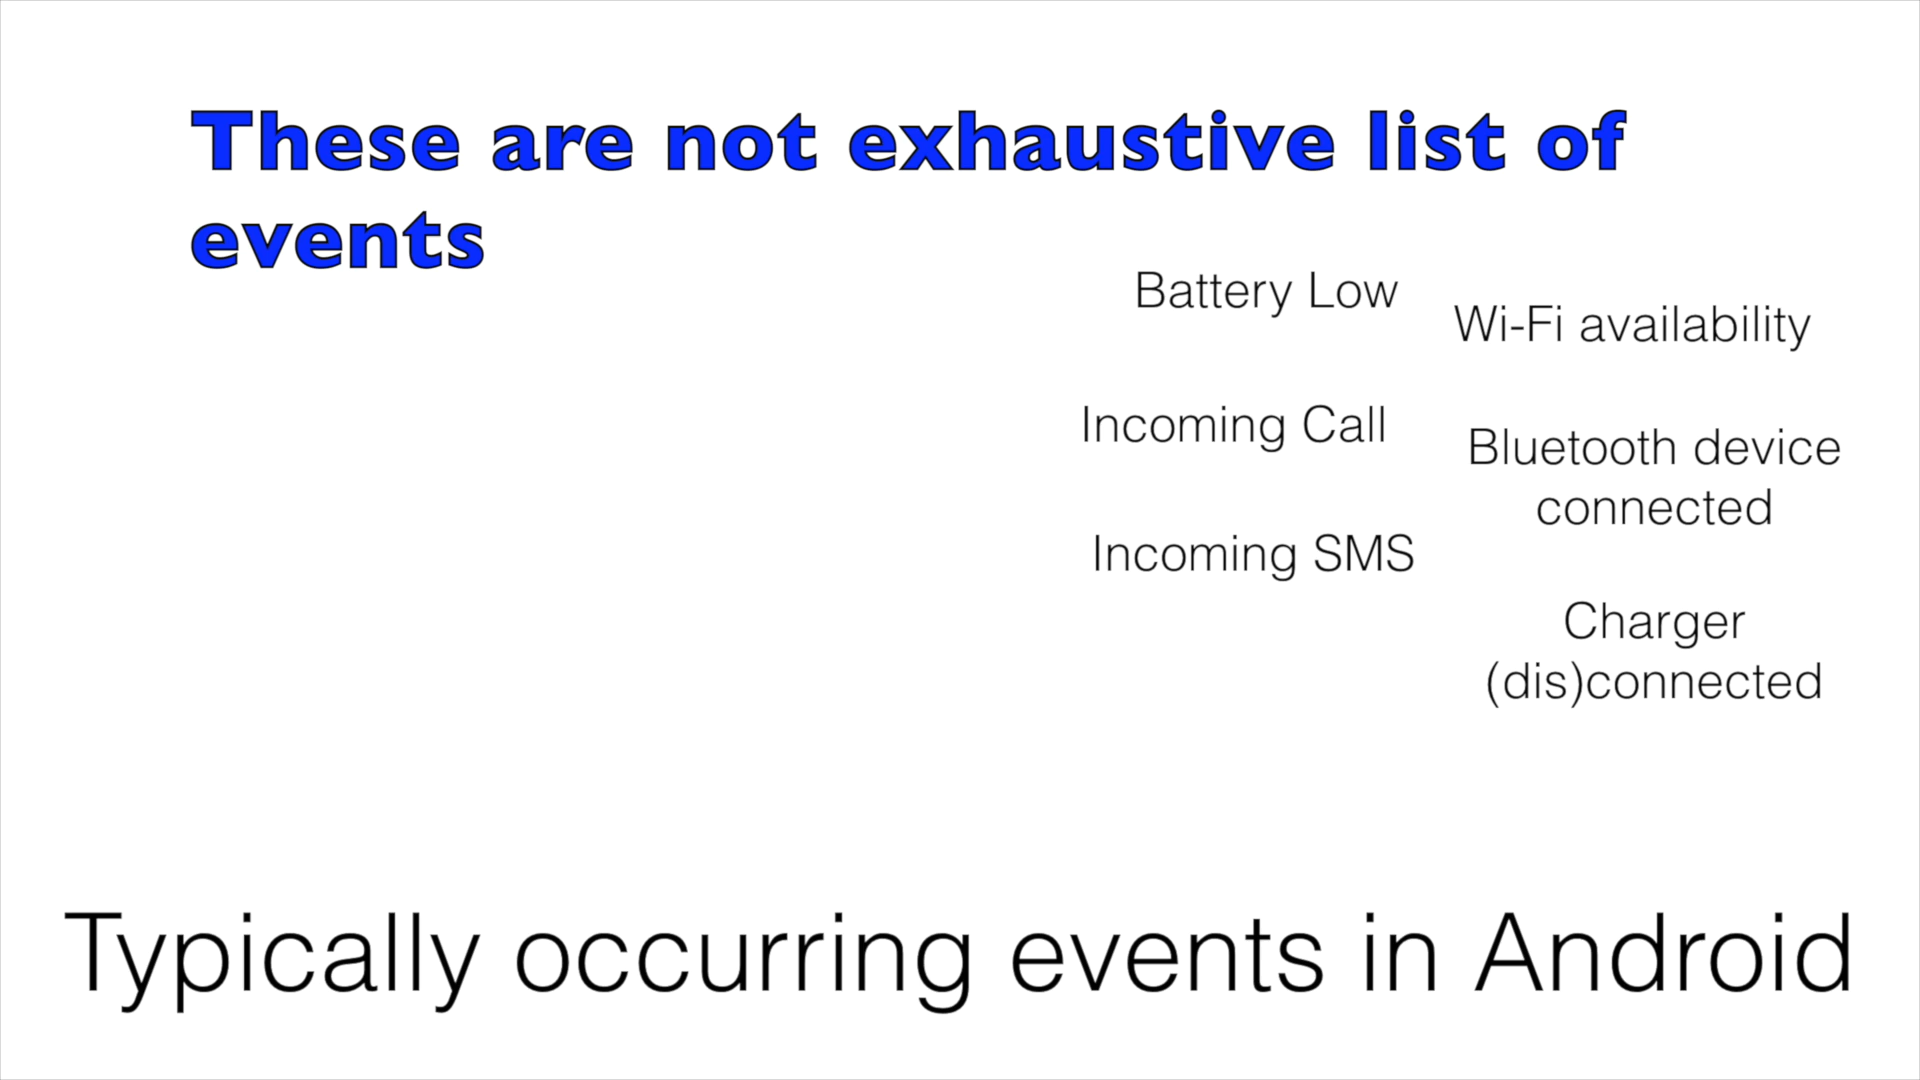 These are not exhaustive list of
events
Battery Low
Wi-Fi availability
Incoming Call
Bluetooth device
connected
Incoming SMS
Charger
(dis)connected
Typically occurring events in Android